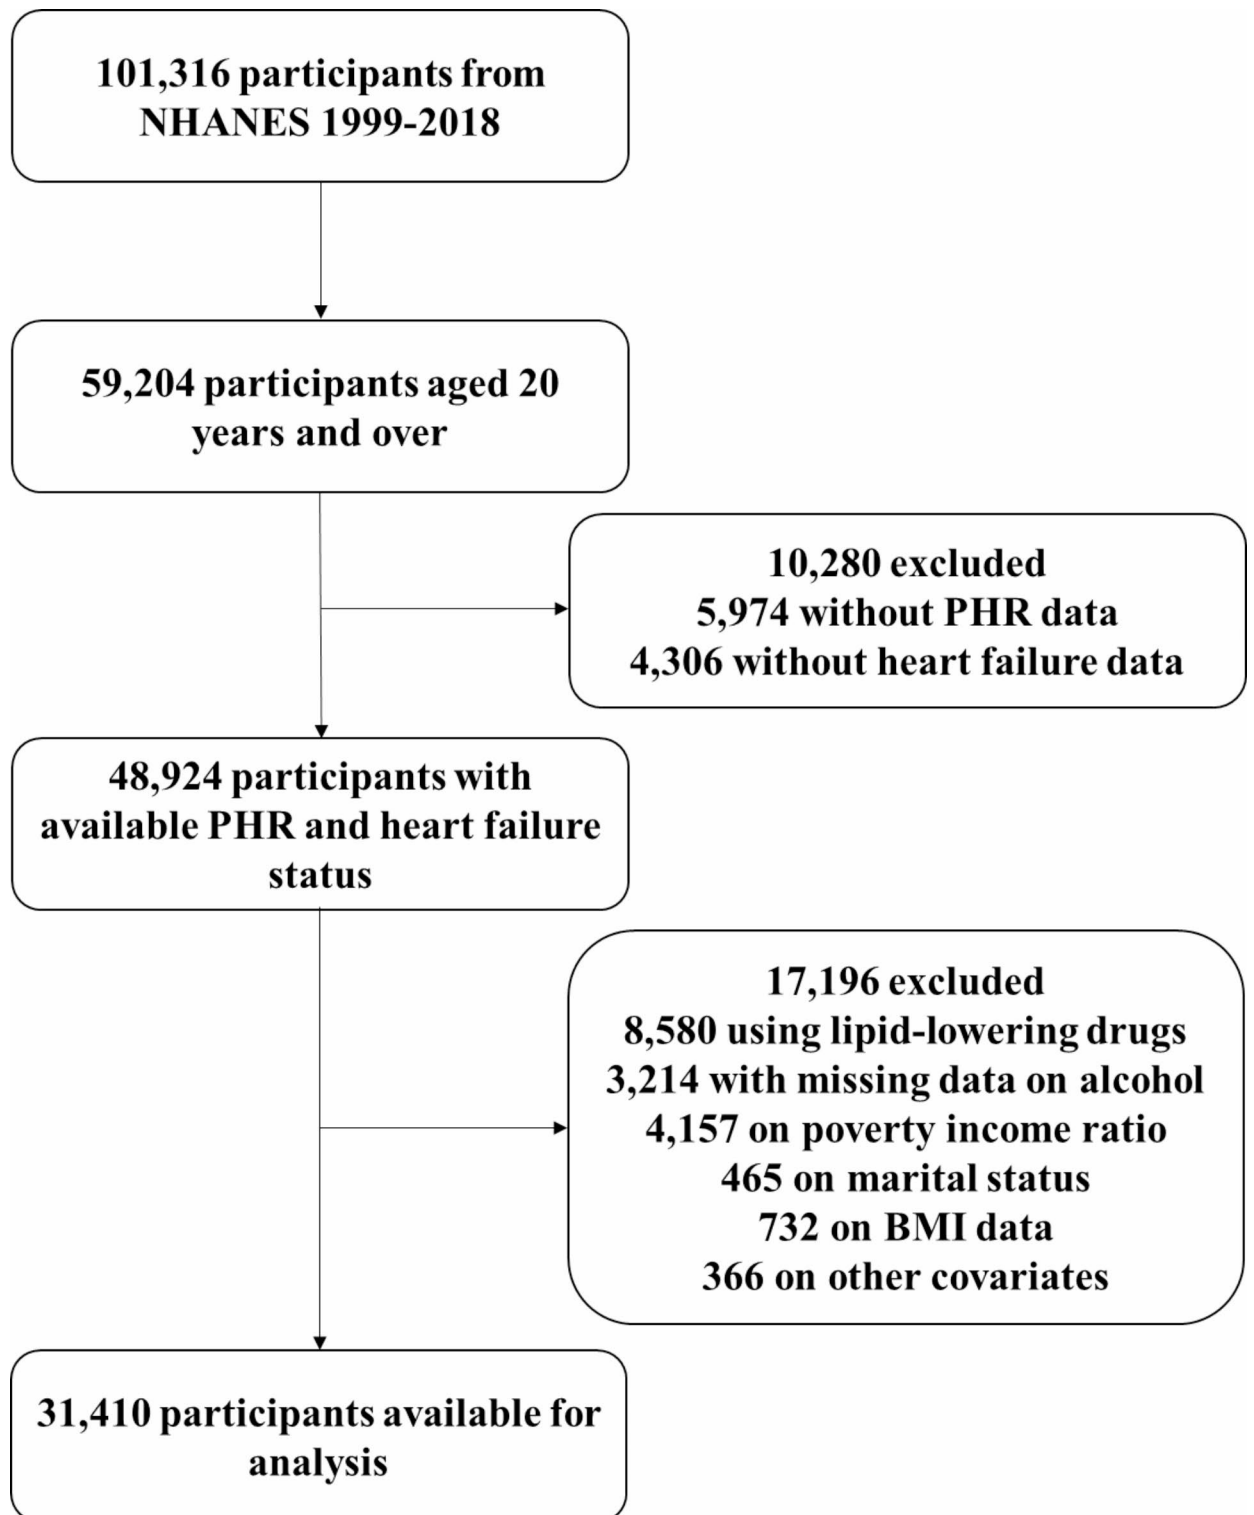 101,316 participants from
NHANES 1999-2018
59,204 participants aged 20
years and over
10,280 excluded
5,974 without PHR data
4,306 without heart failure data
48,924 participants with
available PHR and heart failure
status
17,196 excluded
8,580 using lipid-lowering drugs
3,214 with missing data on alcohol
4,157 on poverty income ratio
465 on marital status
732 on BMI data
366 on other covariates
31,410 participants available for
analysis